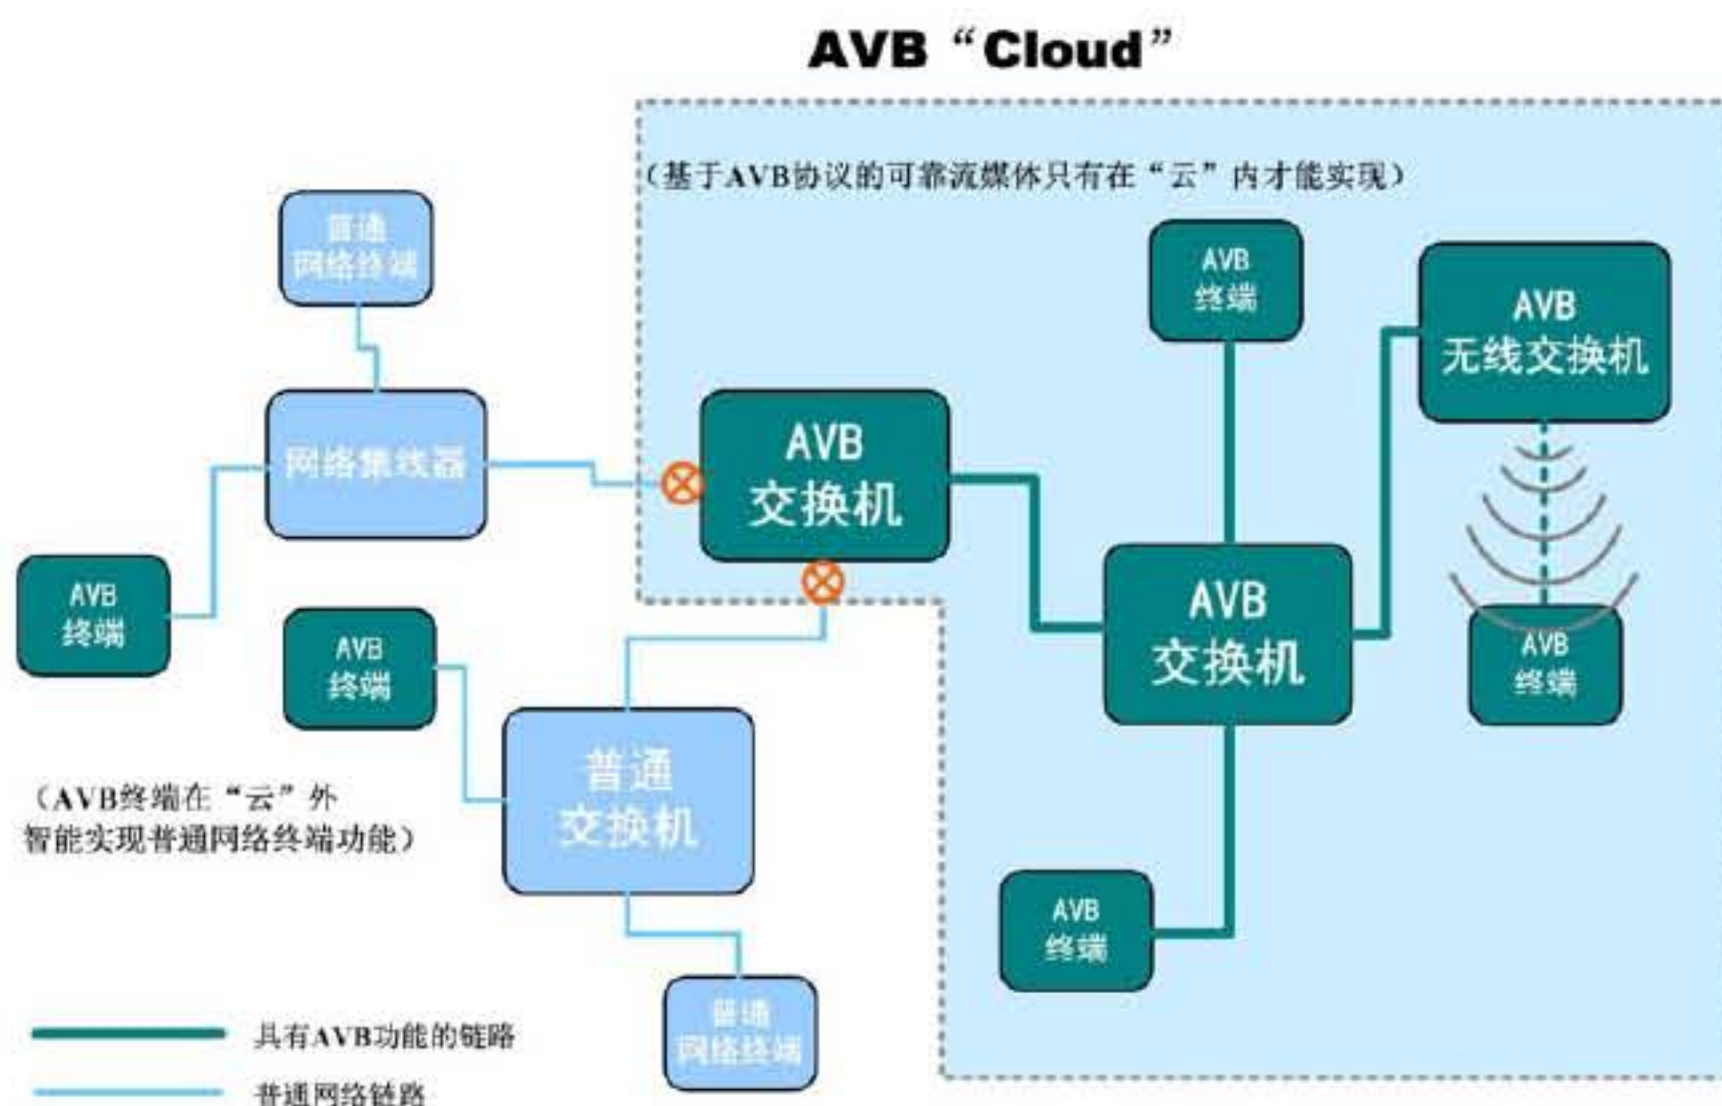 AVB “Cloud”
（基于AVB协议的可靠流媒体只有在“云”内才能实现）
普通
网络终端
AVB
终端
AVB
无线交换机
网络集线器
AVB
交换机
AVB
终端
AVB
终端
AVB
交换机
AVB
终端
普通
交换机
（AVB终端在“云”外
智能实现普通网络终端功能）
AVB
终端
普通
网络终端
具有AVB功能的链路
普通网络链路